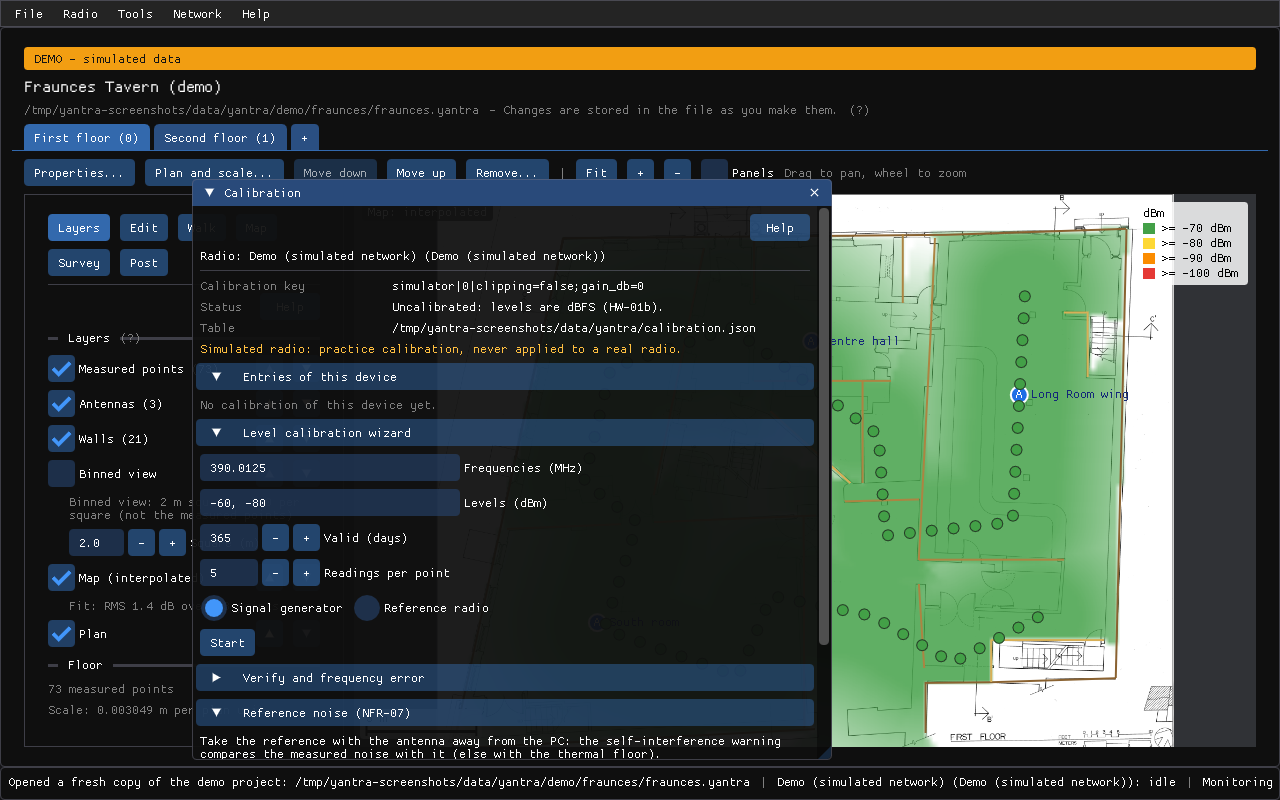 File Radio Tools Network Help
DEMO - simulated data
Fraunces Tavern (demo)
/tmp/yantra-screenshots/data/yantra/demo/fraunces/fraunces.yantra - Changes are stored in the file as you make them. (?)
First floor (0) Second floor (1) +
Properties... Plan and scale... Move down Move up Remove... | Fit + - Panels Drag to pan, wheel to zoom
Calibration
Layers Edit Walk Map
Map: interpolated
Survey Post
Help
Radio: Demo (simulated network) (Demo (simulated network))
Calibration key simulator|0|clipping=false;gain_db=0
Status Uncalibrated: levels are dBFS (HW-01b).
Table /tmp/yantra-screenshots/data/yantra/calibration.json
Simulated radio: practice calibration, never applied to a real radio.
Entries of this device
No calibration of this device yet.
Level calibration wizard
390.0125 Frequencies (MHz)
-60, -80 Levels (dBm)
365 - + Valid (days)
5 - + Readings per point
Signal generator Reference radio
Start
Verify and frequency error
Reference noise (NFR-07)
Take the reference with the antenna away from the PC: the self-interference warning
compares the measured noise with it (else with the thermal floor).
Help
Layers (?)
Measured points
Antennas (3)
Walls (21)
Binned view
Binned view: 2 m s
square (not the me
2.0 - +
Map (interpolate
Fit: RMS 1.4 dB ov
Plan
Floor
73 measured points
Scale: 0.003049 m per
dBm
>= -70 dBm
>= -80 dBm
>= -90 dBm
>= -100 dBm
B
C'
entre hall
A Long Room wing
UP
B'
FIRST FLOOR
FEET
METERS
Opened a fresh copy of the demo project: /tmp/yantra-screenshots/data/yantra/demo/fraunces/fraunces.yantra | Demo (simulated network) (Demo (simulated network)): idle | Monitoring